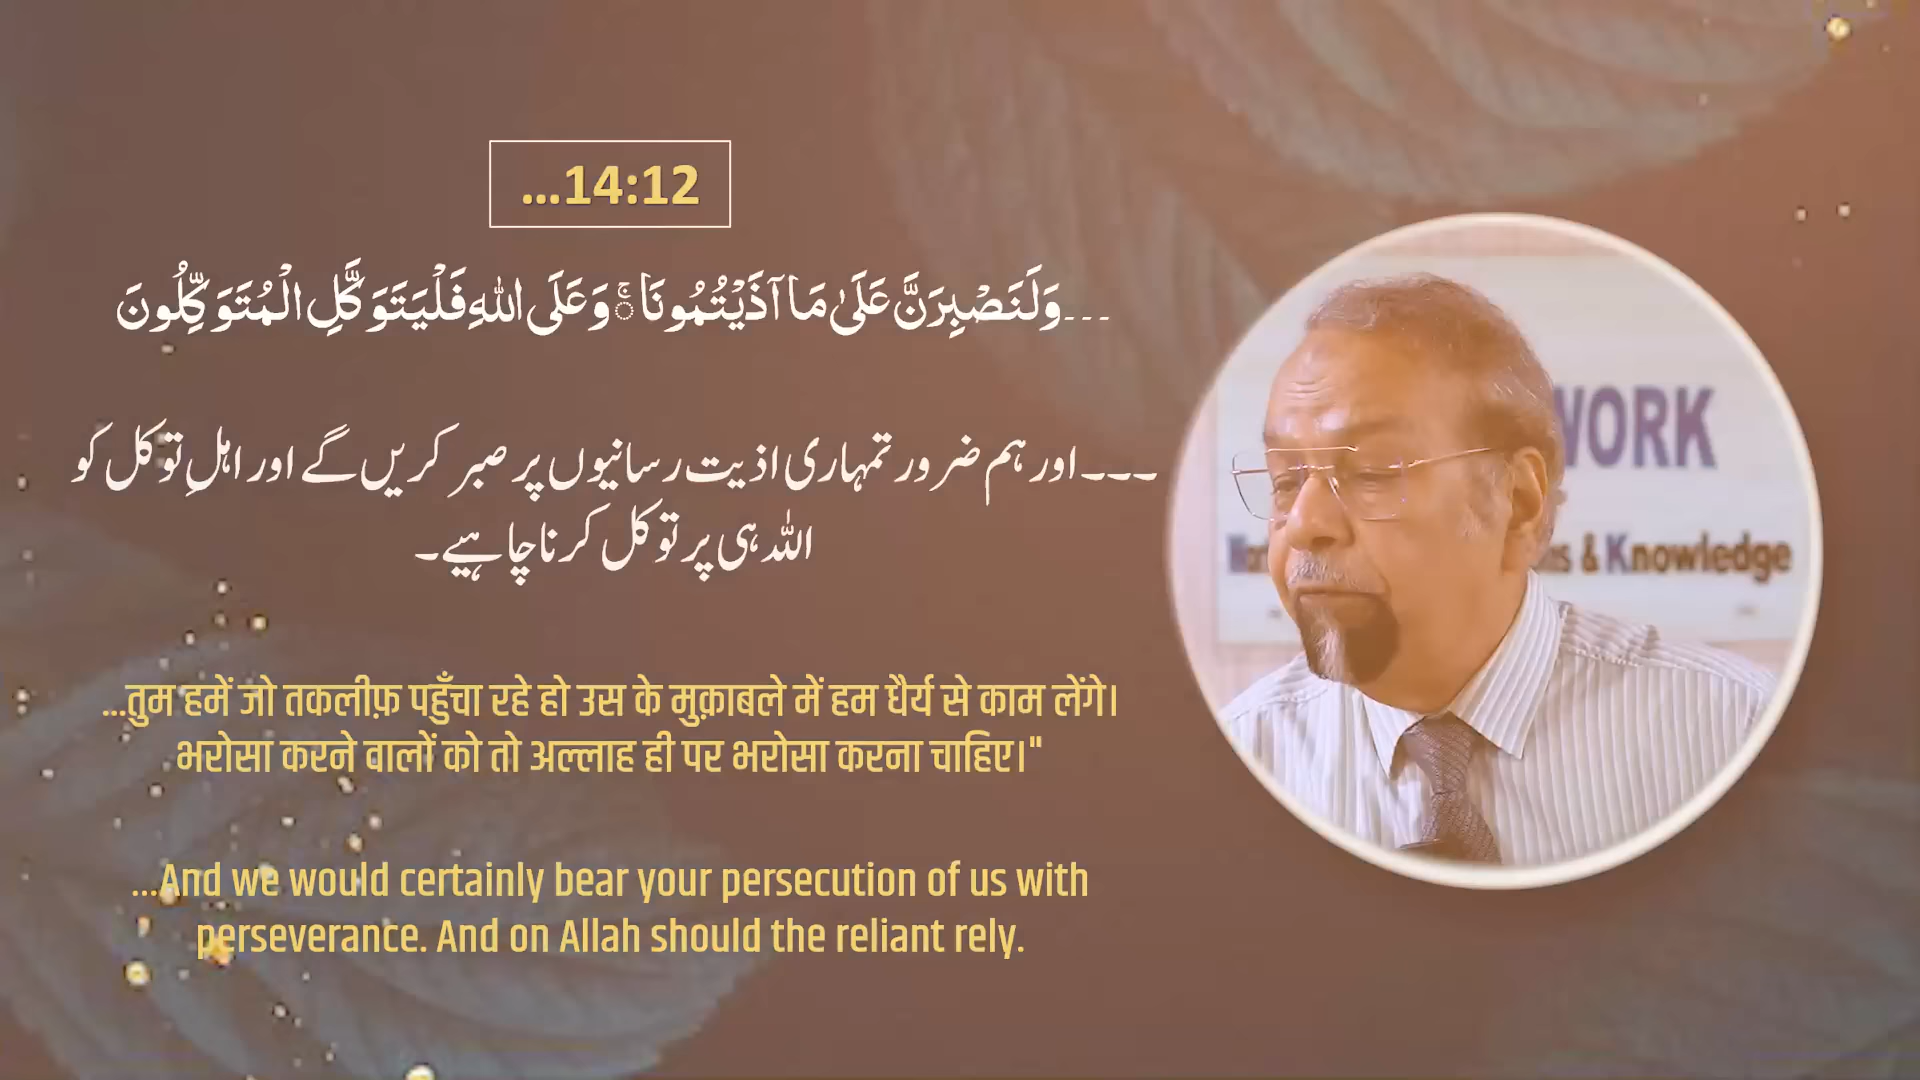 ...14:12
...وَلَنَصْبِرَنَّ عَلَىٰ مَا آذَيْتُمُونَا ۚ وَعَلَى اللَّهِ فَلْيَتَوَكَّلِ الْمُتَوَكِّلُونَ
۔۔۔اور ہم ضرور تمہاری اذیت رسانیوں پر صبر کریں گے اور اہلِ توکل کو
اللہ ہی پر توکل کرنا چاہیے۔
...तुम हमें जो तकलीफ़ पहुँचा रहे हो उस के मुक़ाबले में हम धैर्य से काम लेंगे।
भरोसा करने वालों को तो अल्लाह ही पर भरोसा करना चाहिए।"
...And we would certainly bear your persecution of us with
perseverance. And on Allah should the reliant rely.
WORK
& Knowledge